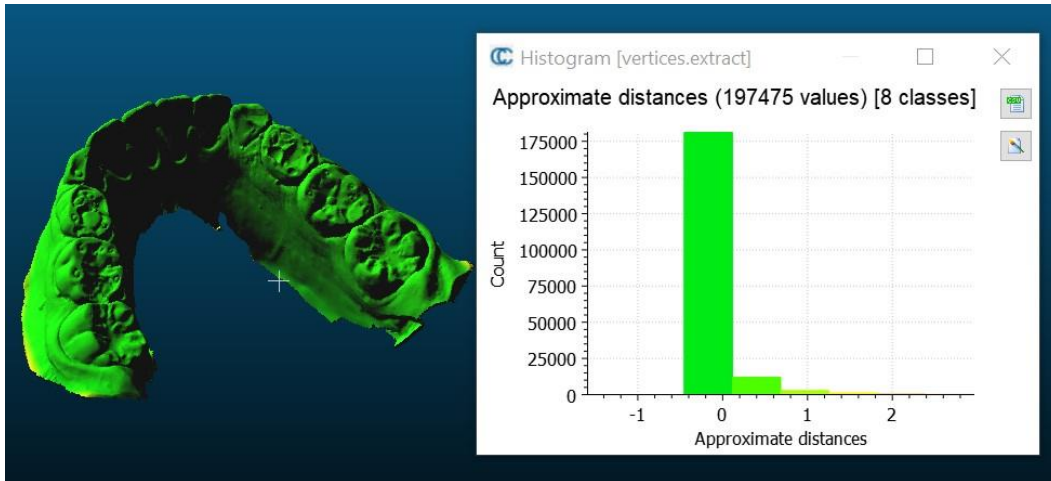 Histogram [vertices.extract]
Approximate distances (197475 values) [8 classes]
175000
150000
125000
100000
75000
50000
25000
0
Count
-1 0 1 2
Approximate distances